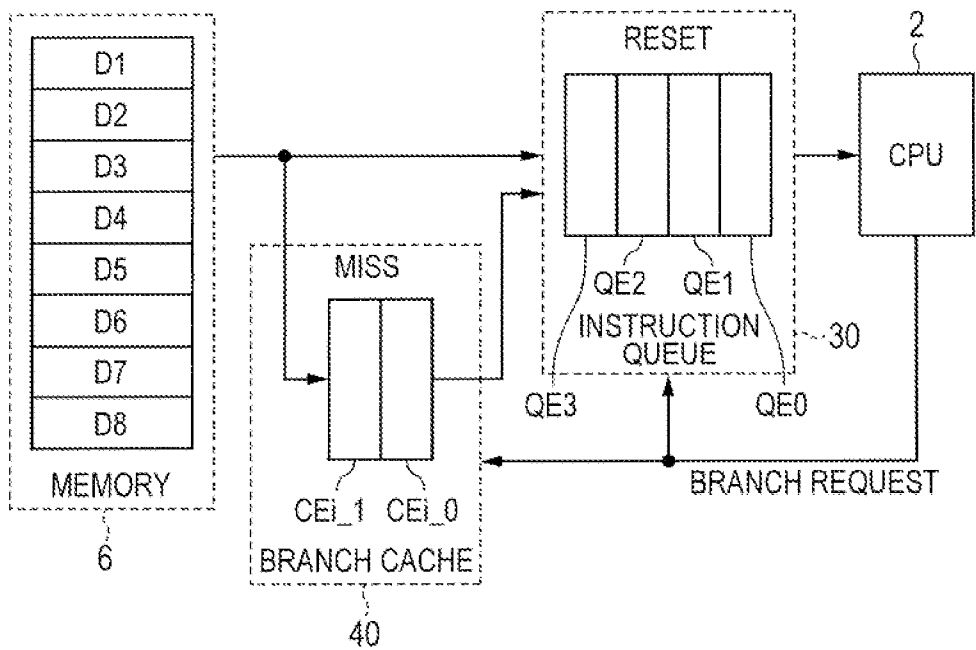 D1
D2
D3
D4
D5
D6
D7
D8
MEMORY
6
MISS
CEi_1 CEi_0
BRANCH CACHE
40
RESET
QE2 QE1
INSTRUCTION
QUEUE
30
QE3 QE0
2
CPU
BRANCH REQUEST